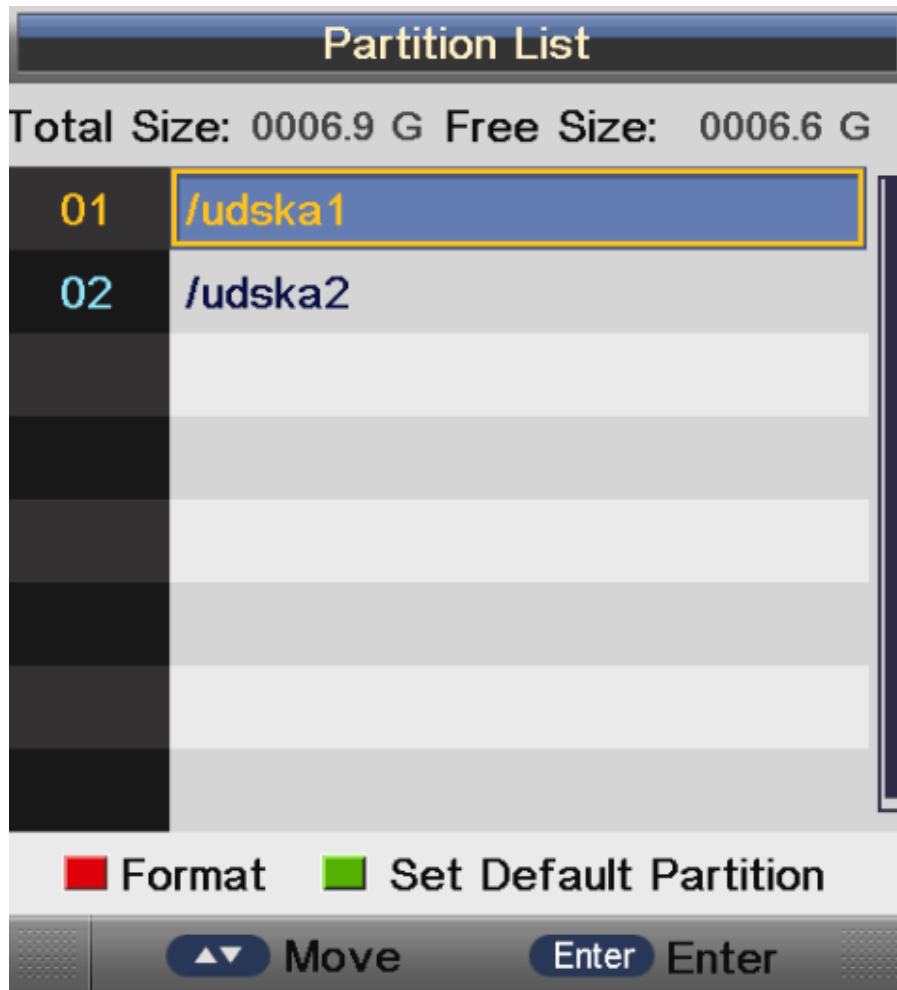 Partition List
Total Size: 0006.9 G Free Size: 0006.6 G
01 /udska1
02 /udska2
Format Set Default Partition
Move Enter Enter